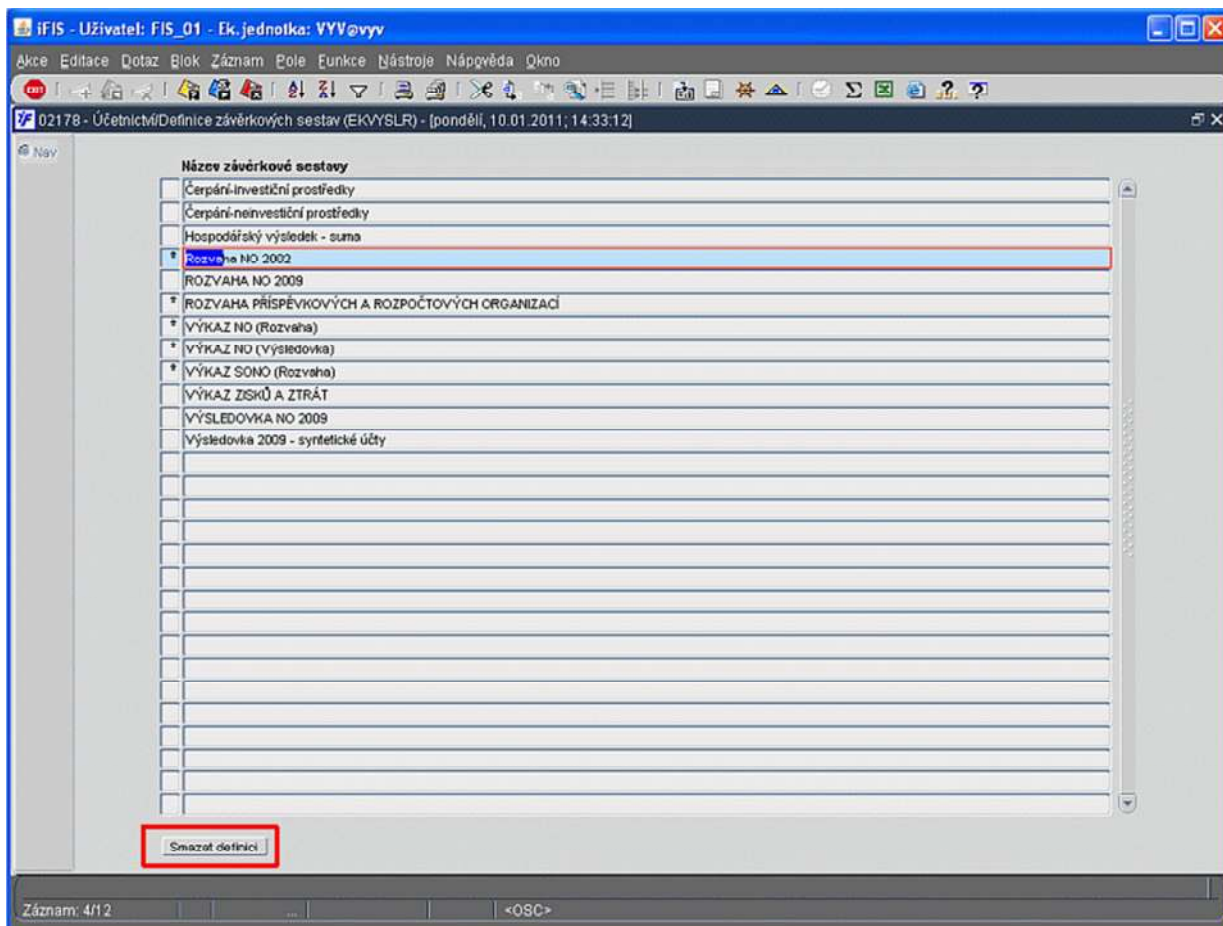 iFIS - Uživatel: FIS_01 - Ek.jednotka: VYV@vyv
Akce Editace Dotaz Blok Záznam Pole Funkce Nástroje Nápověda Okno
EXIT
02178 - Účetnictví/Definice závěrkových sestav (EKVYSLR) - [pondělí, 10.01.2011; 14:33:12]
Nav
Název závěrkové sestavy
Čerpání-investiční prostředky
Čerpání-neinvestiční prostředky
Hospodářský výsledek - suma
* Rozvaha NO 2002
ROZVAHA NO 2009
* ROZVAHA PŘÍSPĚVKOVÝCH A ROZPOČTOVÝCH ORGANIZACÍ
* VÝKAZ NO (Rozvaha)
* VÝKAZ NO (Výsledovka)
* VÝKAZ SONO (Rozvaha)
VÝKAZ ZISKŮ A ZTRÁT
VÝSLEDOVKA NO 2009
Výsledovka 2009 - syntetické účty
Smazat definici
Záznam: 4/12 ... <OSC>